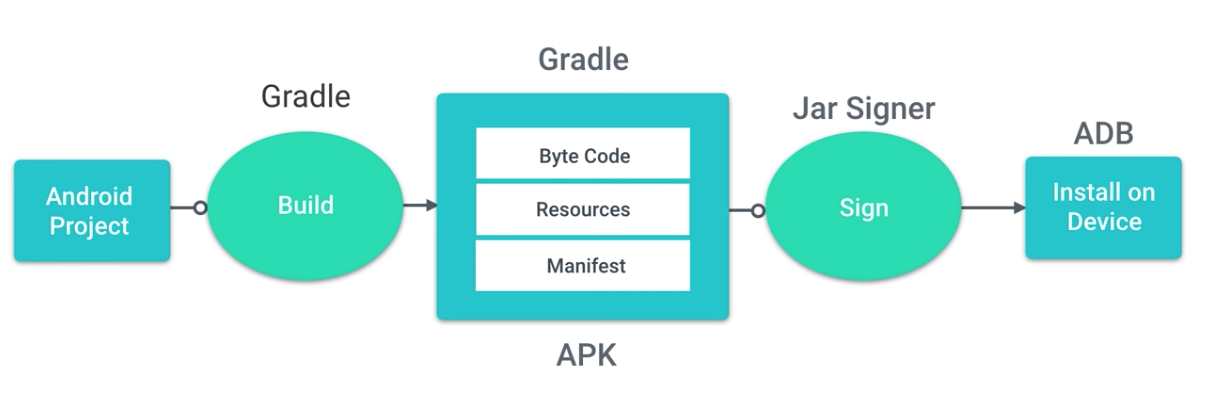 Gradle
Gradle
Jar Signer
ADB
Android
Project
Build
Byte Code
Resources
Manifest
Sign
Install on
Device
APK